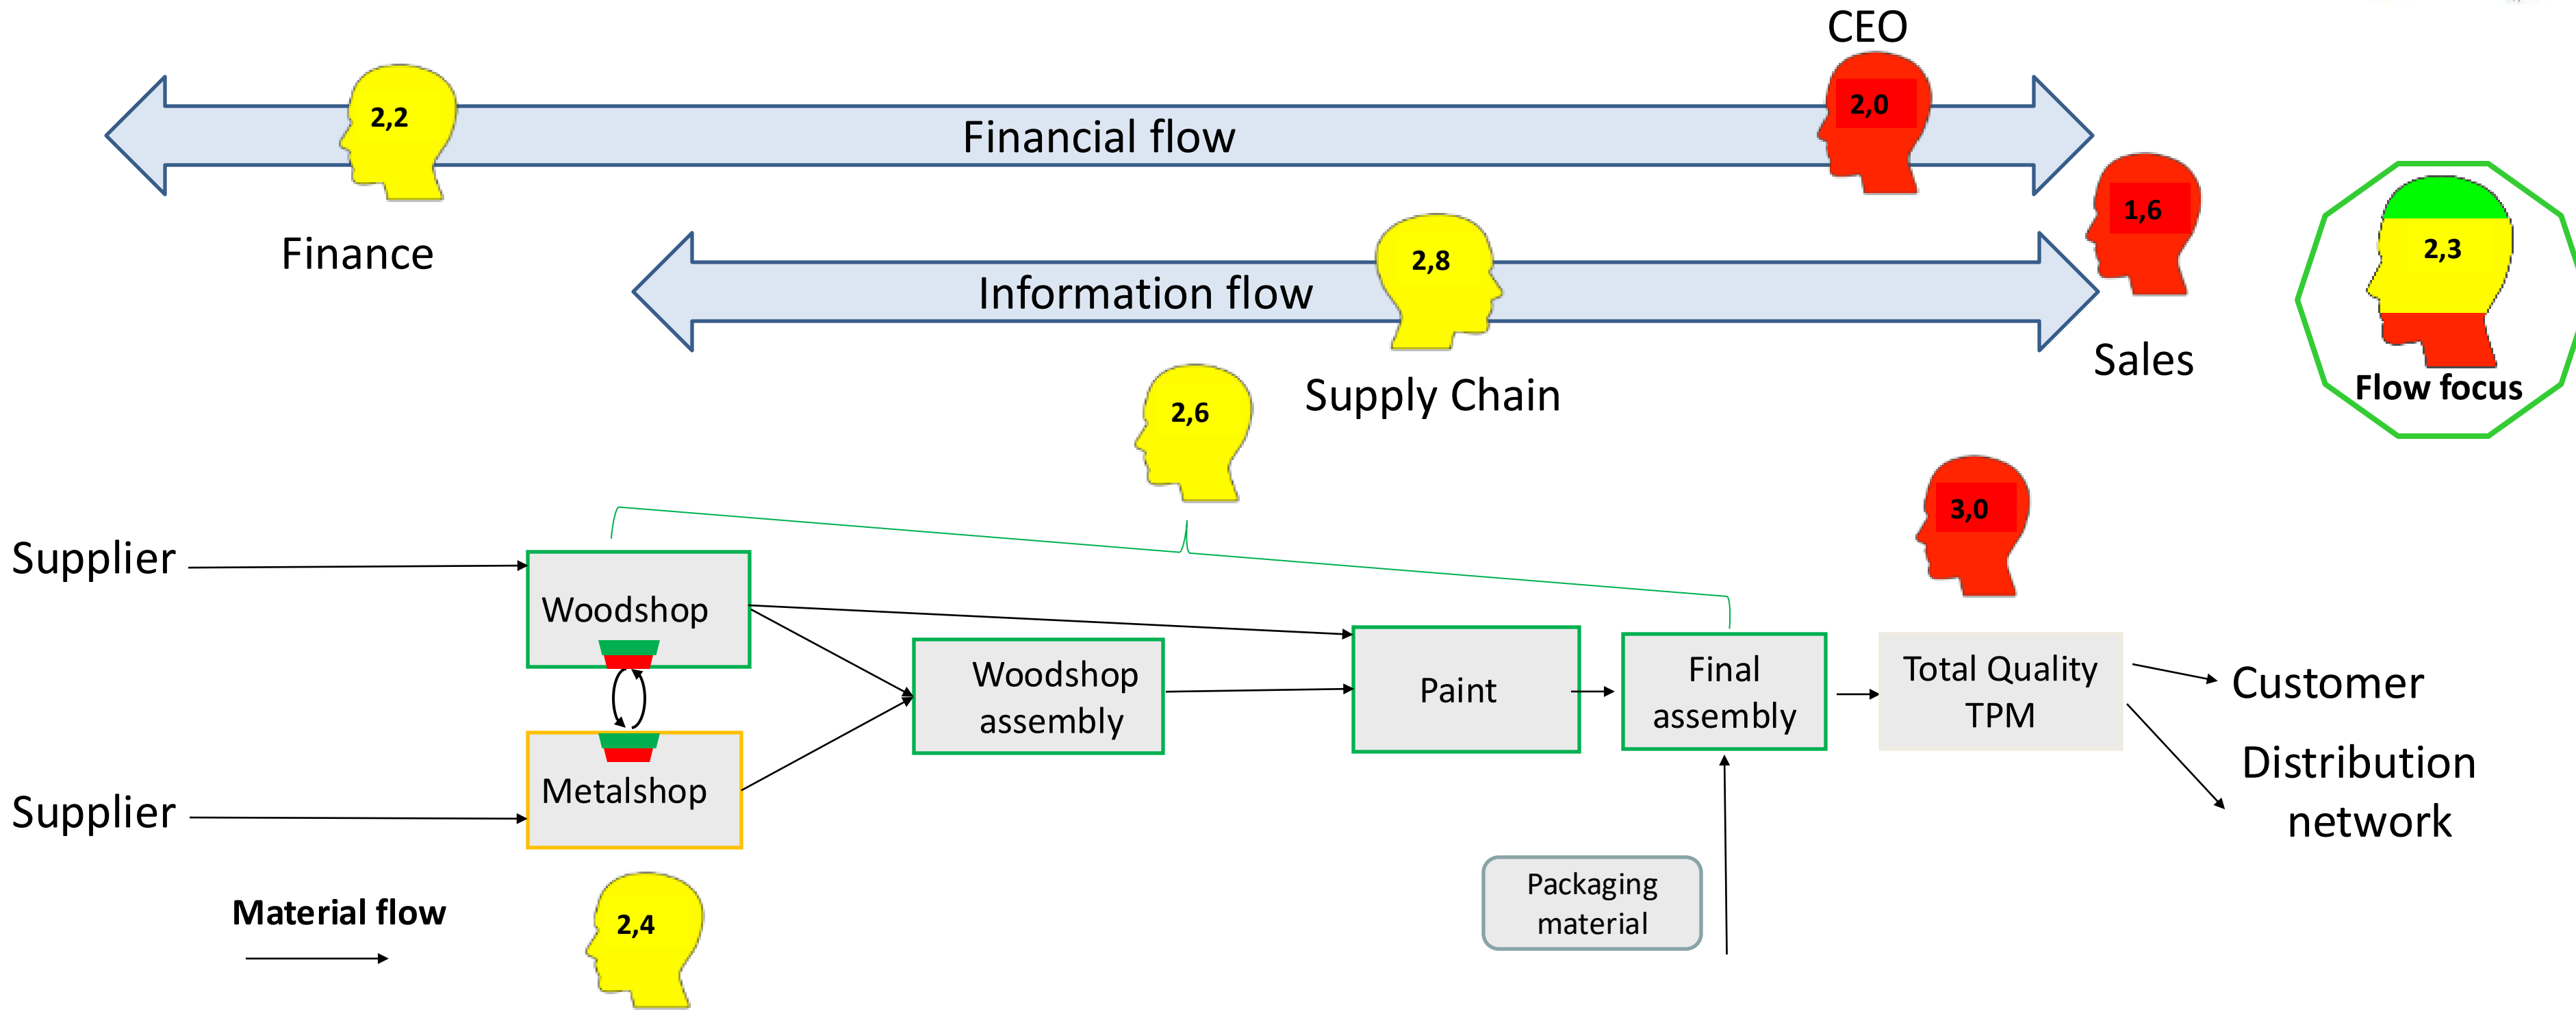 CEO
2,2
2,0
Financial flow
1,6
Finance
2,8
2,3
Information flow
Sales
Flow focus
Supply Chain
2,6
3,0
Supplier
Woodshop
Woodshop
assembly
Paint
Final
assembly
Total Quality
TPM
Customer
Distribution
network
Supplier
Metalshop
Packaging
material
Material flow
2,4